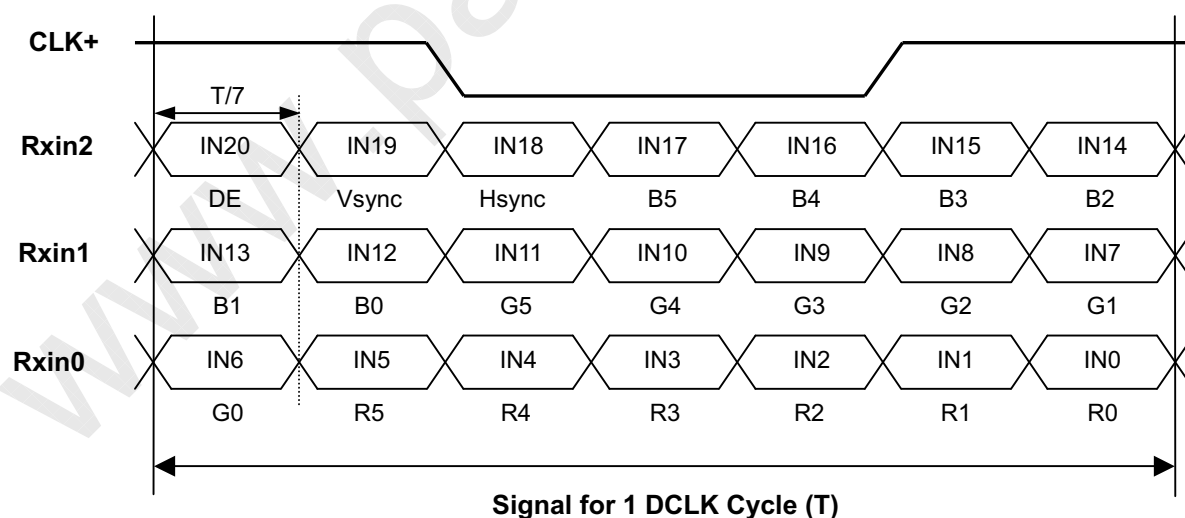 CLK+
T/7
Rxin2 IN20 IN19 IN18 IN17 IN16 IN15 IN14
DE Vsync Hsync B5 B4 B3 B2
Rxin1 IN13 IN12 IN11 IN10 IN9 IN8 IN7
B1 B0 G5 G4 G3 G2 G1
Rxin0 IN6 IN5 IN4 IN3 IN2 IN1 IN0
G0 R5 R4 R3 R2 R1 R0
Signal for 1 DCLK Cycle (T)
www.pa